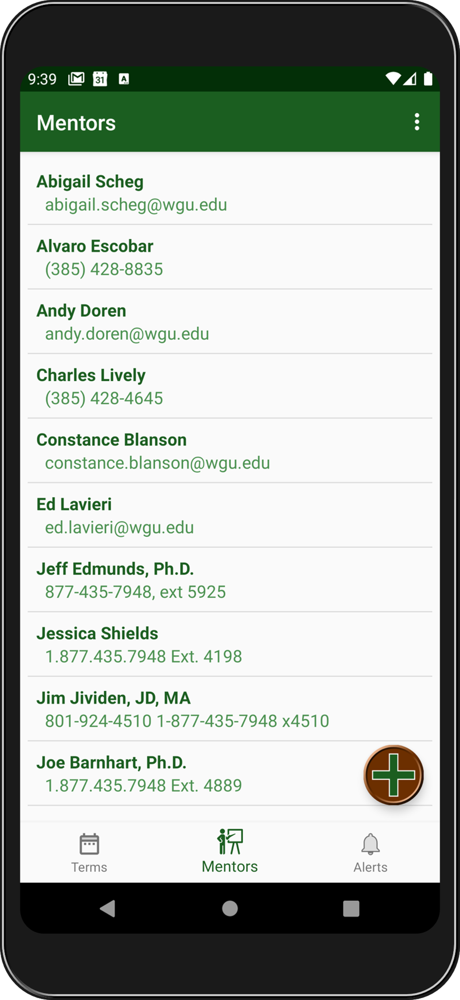 9:39
31
A
Mentors
Abigail Scheg
abigail.scheg@wgu.edu
Alvaro Escobar
(385) 428-8835
Andy Doren
andy.doren@wgu.edu
Charles Lively
(385) 428-4645
Constance Blanson
constance.blanson@wgu.edu
Ed Lavieri
ed.lavieri@wgu.edu
Jeff Edmunds, Ph.D.
877-435-7948, ext 5925
Jessica Shields
1.877.435.7948 Ext. 4198
Jim Jividen, JD, MA
801-924-4510 1-877-435-7948 x4510
Joe Barnhart, Ph.D.
1.877.435.7948 Ext. 4889
Terms
Mentors
Alerts